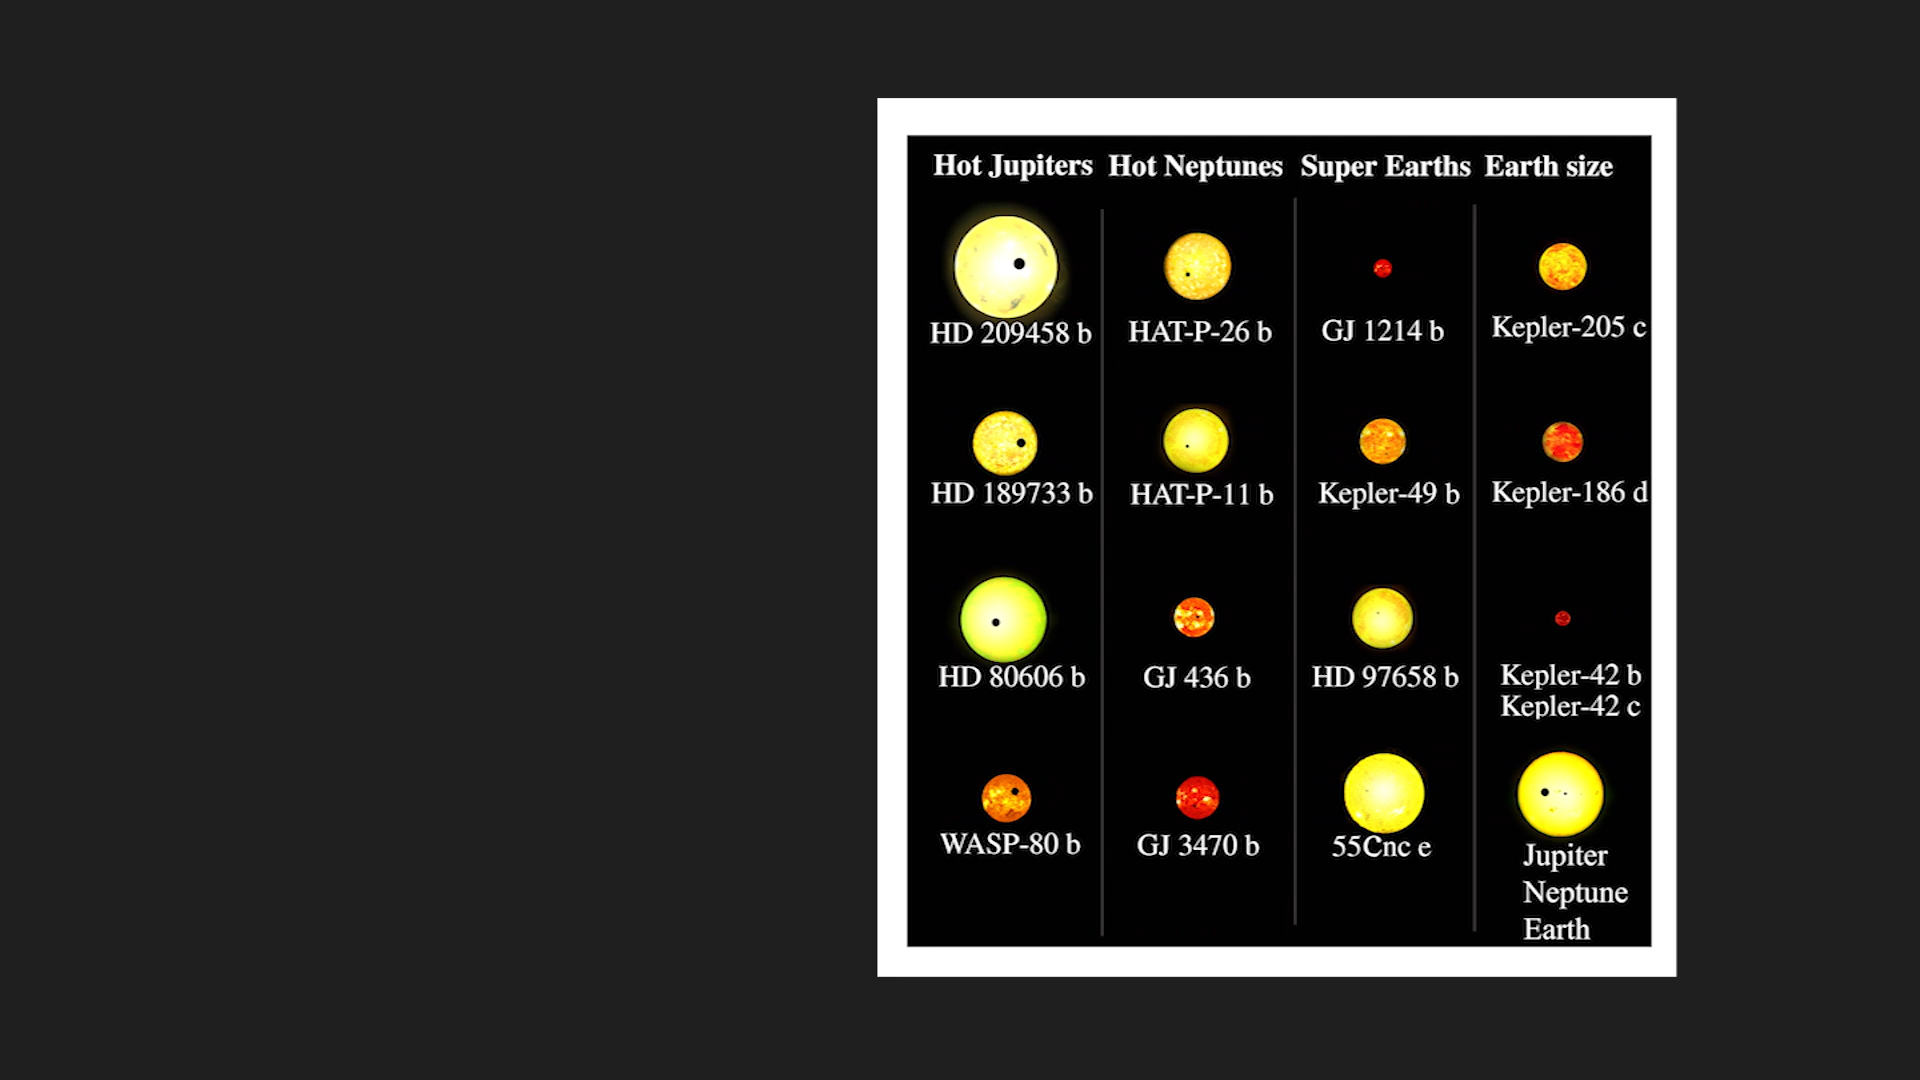 Hot Jupiters Hot Neptunes Super Earths Earth size
HD 209458 b HAT-P-26 b GJ 1214 b Kepler-205 c
HD 189733 b HAT-P-11 b Kepler-49 b Kepler-186 d
HD 80606 b GJ 436 b HD 97658 b Kepler-42 b
Kepler-42 c
WASP-80 b GJ 3470 b 55Cnc e Jupiter
Neptune
Earth